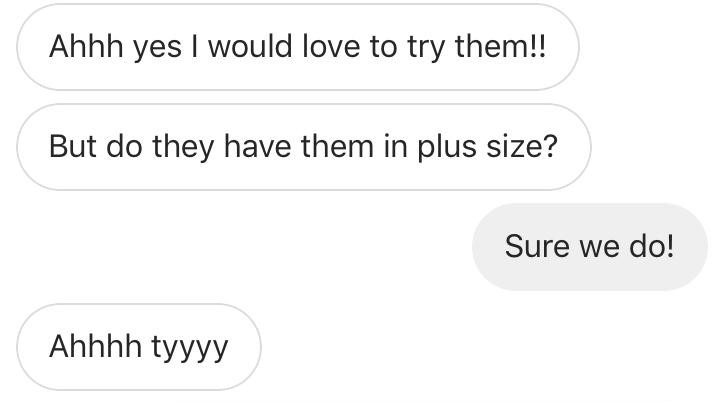 Ahhh yes I would love to try them!!
But do they have them in plus size?
Sure we do!
Ahhhh tyyyy